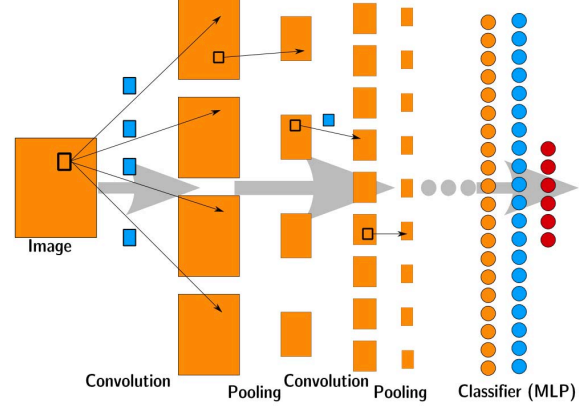 Image
Convolution
Pooling
Convolution
Pooling
Classifier (MLP)